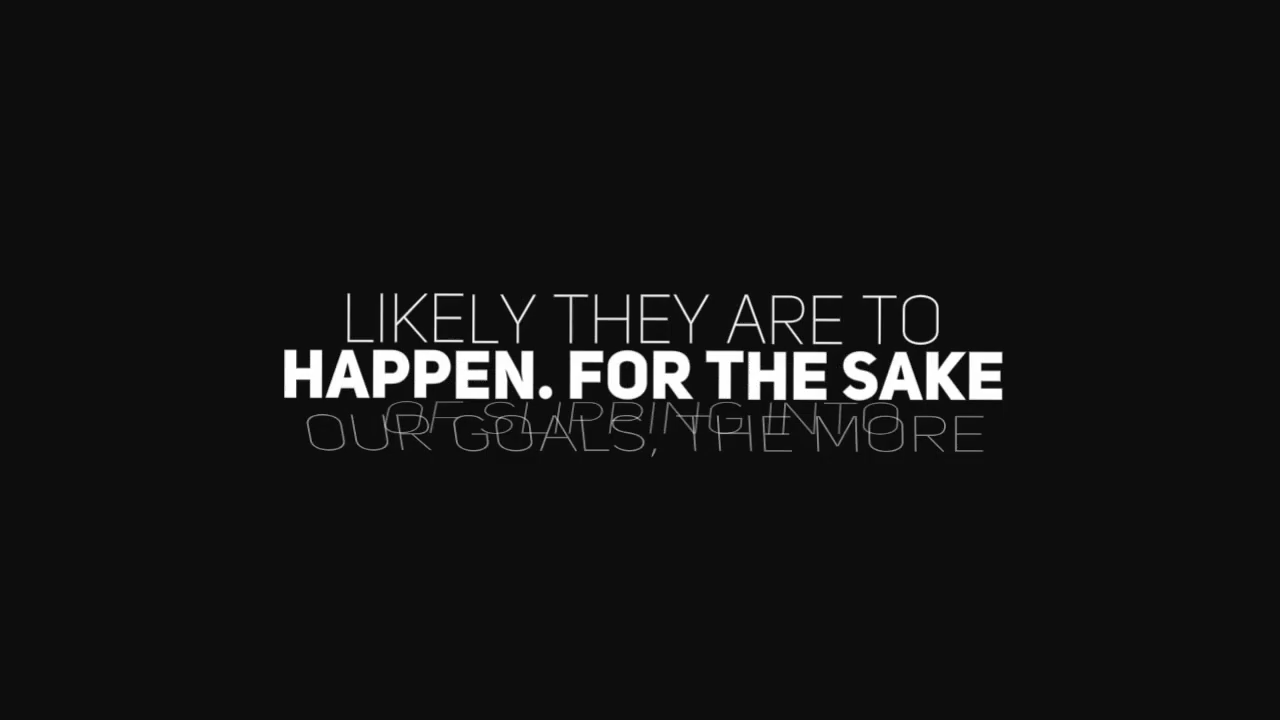 LIKELY THEY ARE TO
HAPPEN. FOR THE SAKE
OF SLIPPING INTO
OUR GOALS, THE MORE